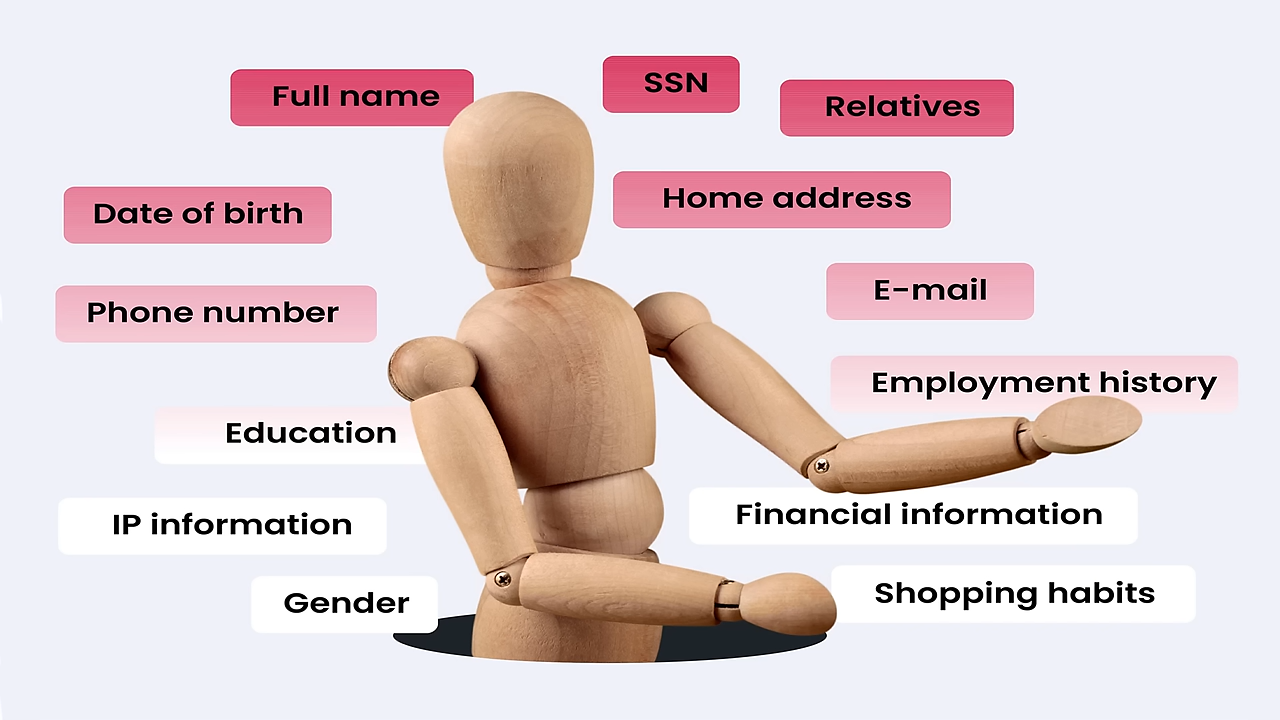 Full name
SSN
Relatives
Date of birth
Home address
Phone number
E-mail
Employment history
Education
IP information
Financial information
Gender
Shopping habits